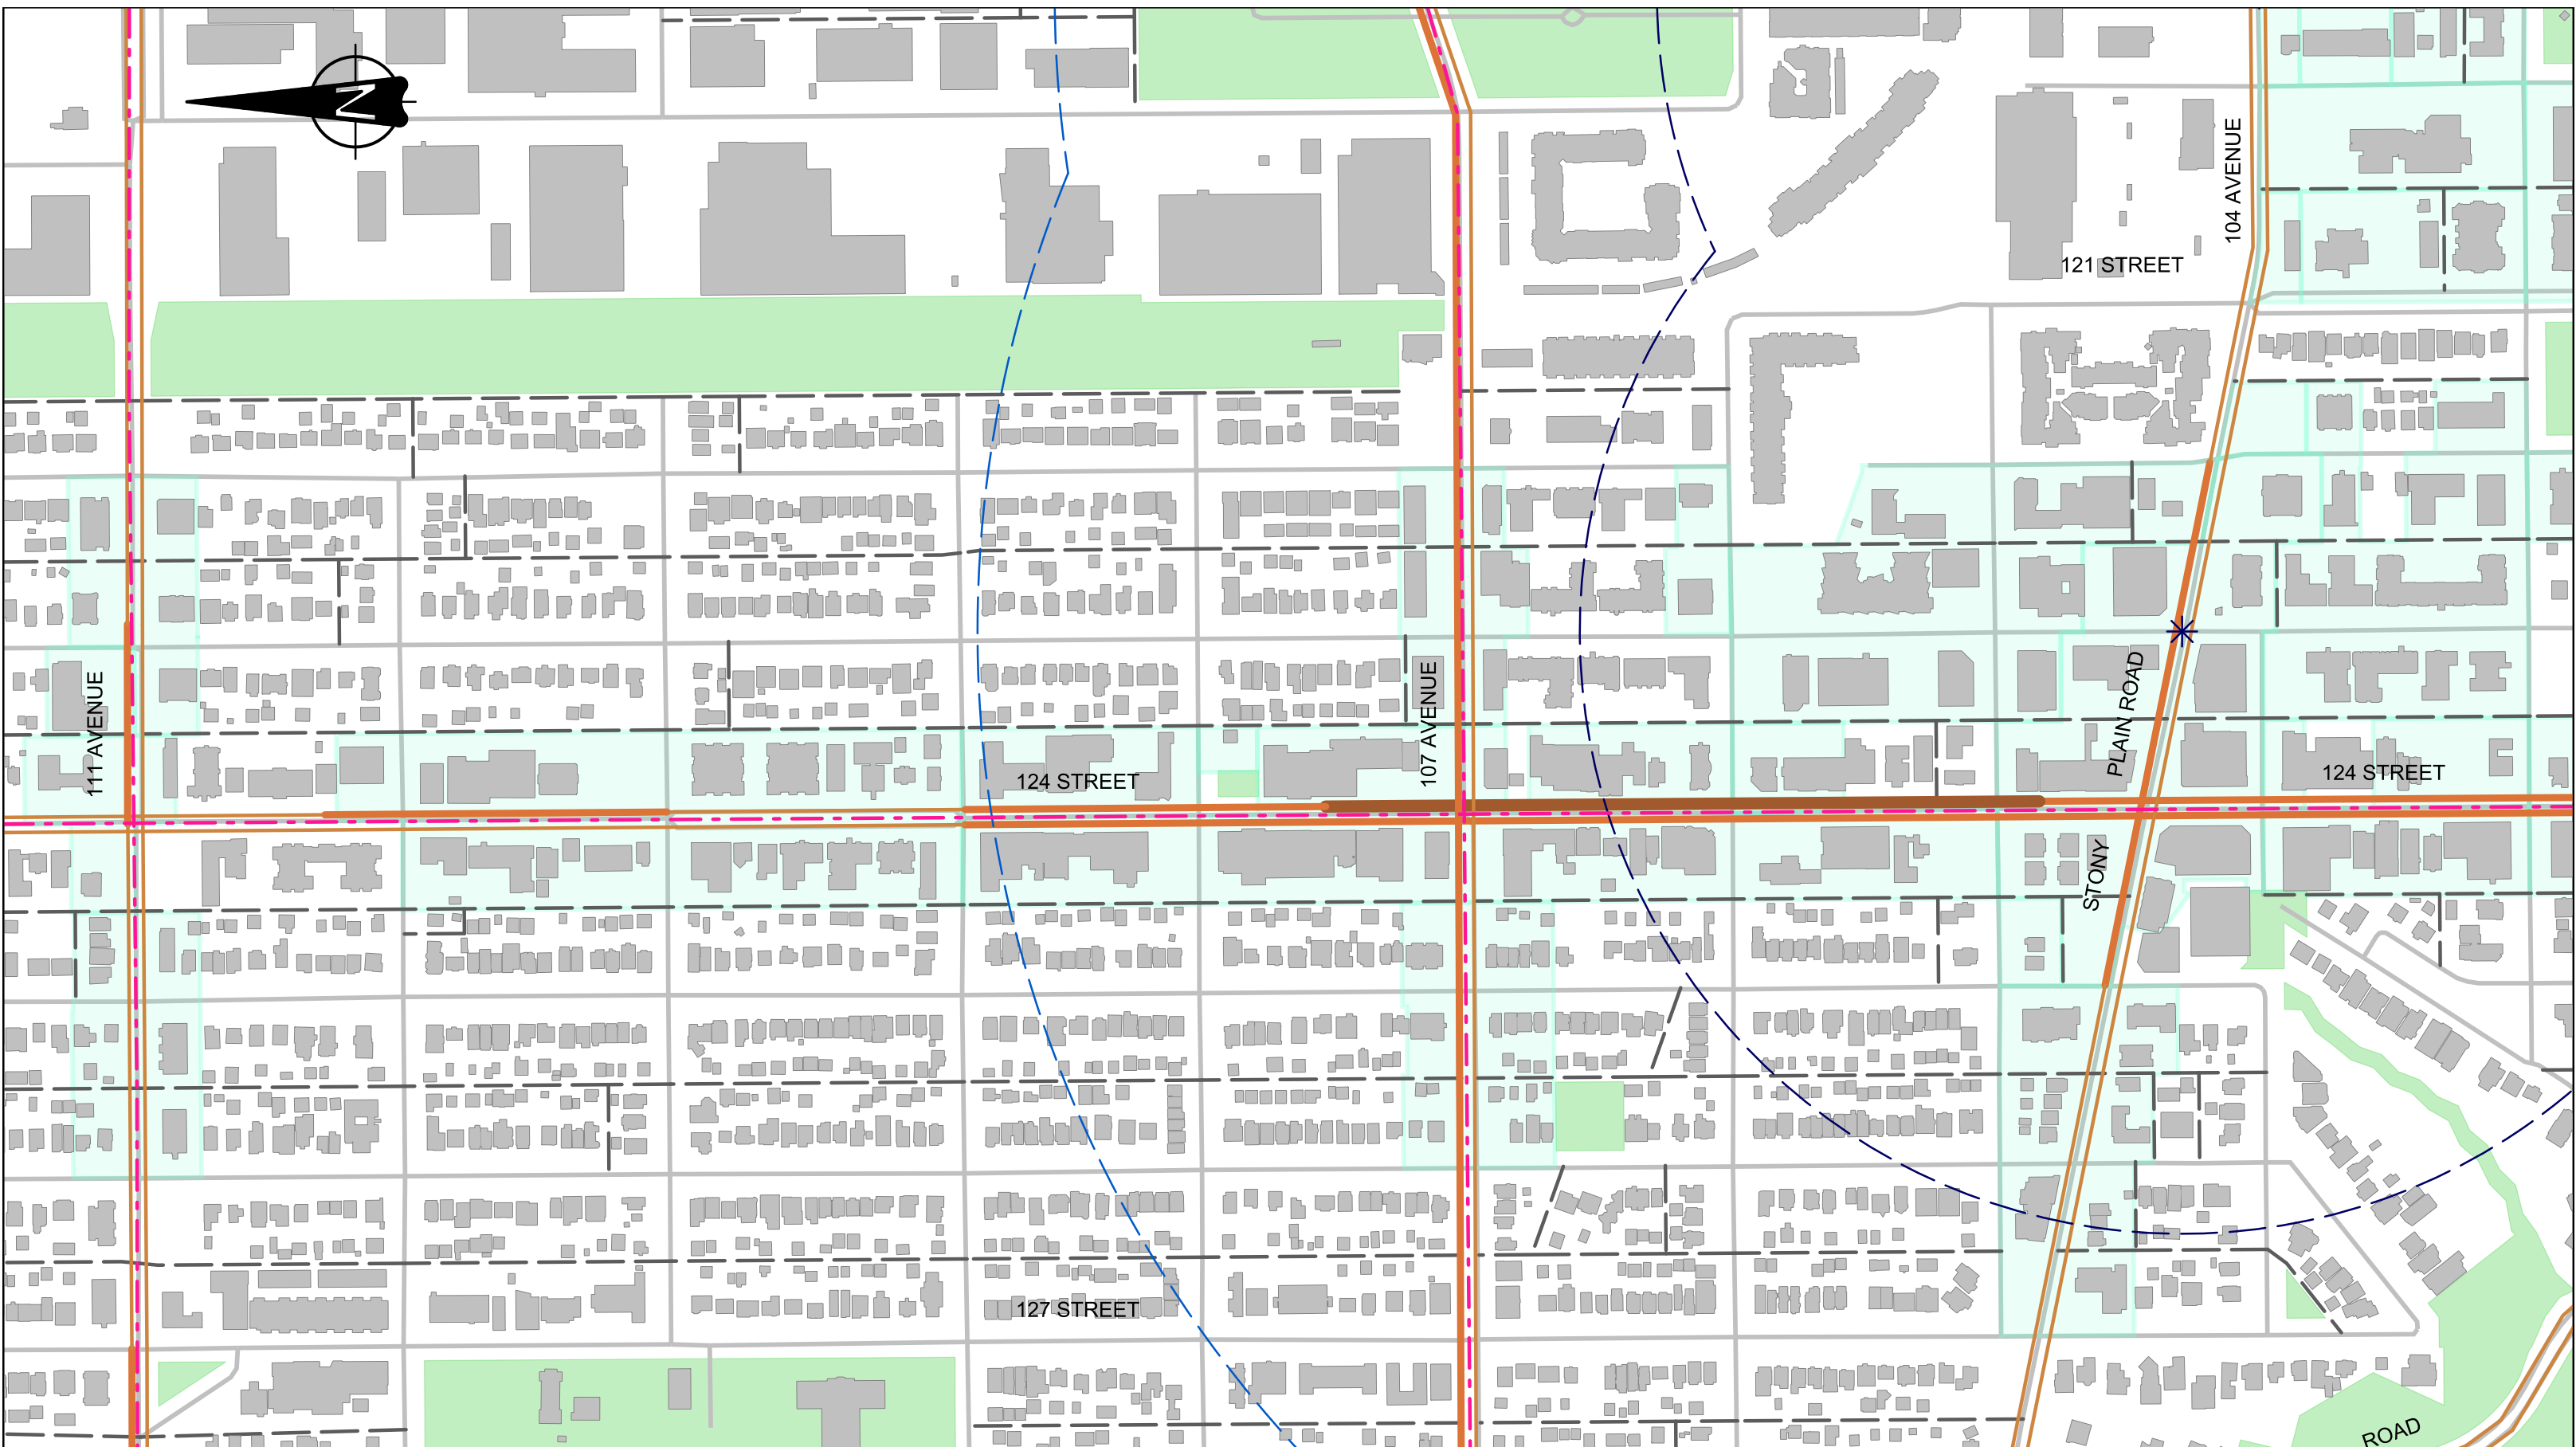 N
104 AVENUE
121 STREET
111 AVENUE
107 AVENUE
PLAIN ROAD
124 STREET
124 STREET
STONY
127 STREET
ROAD